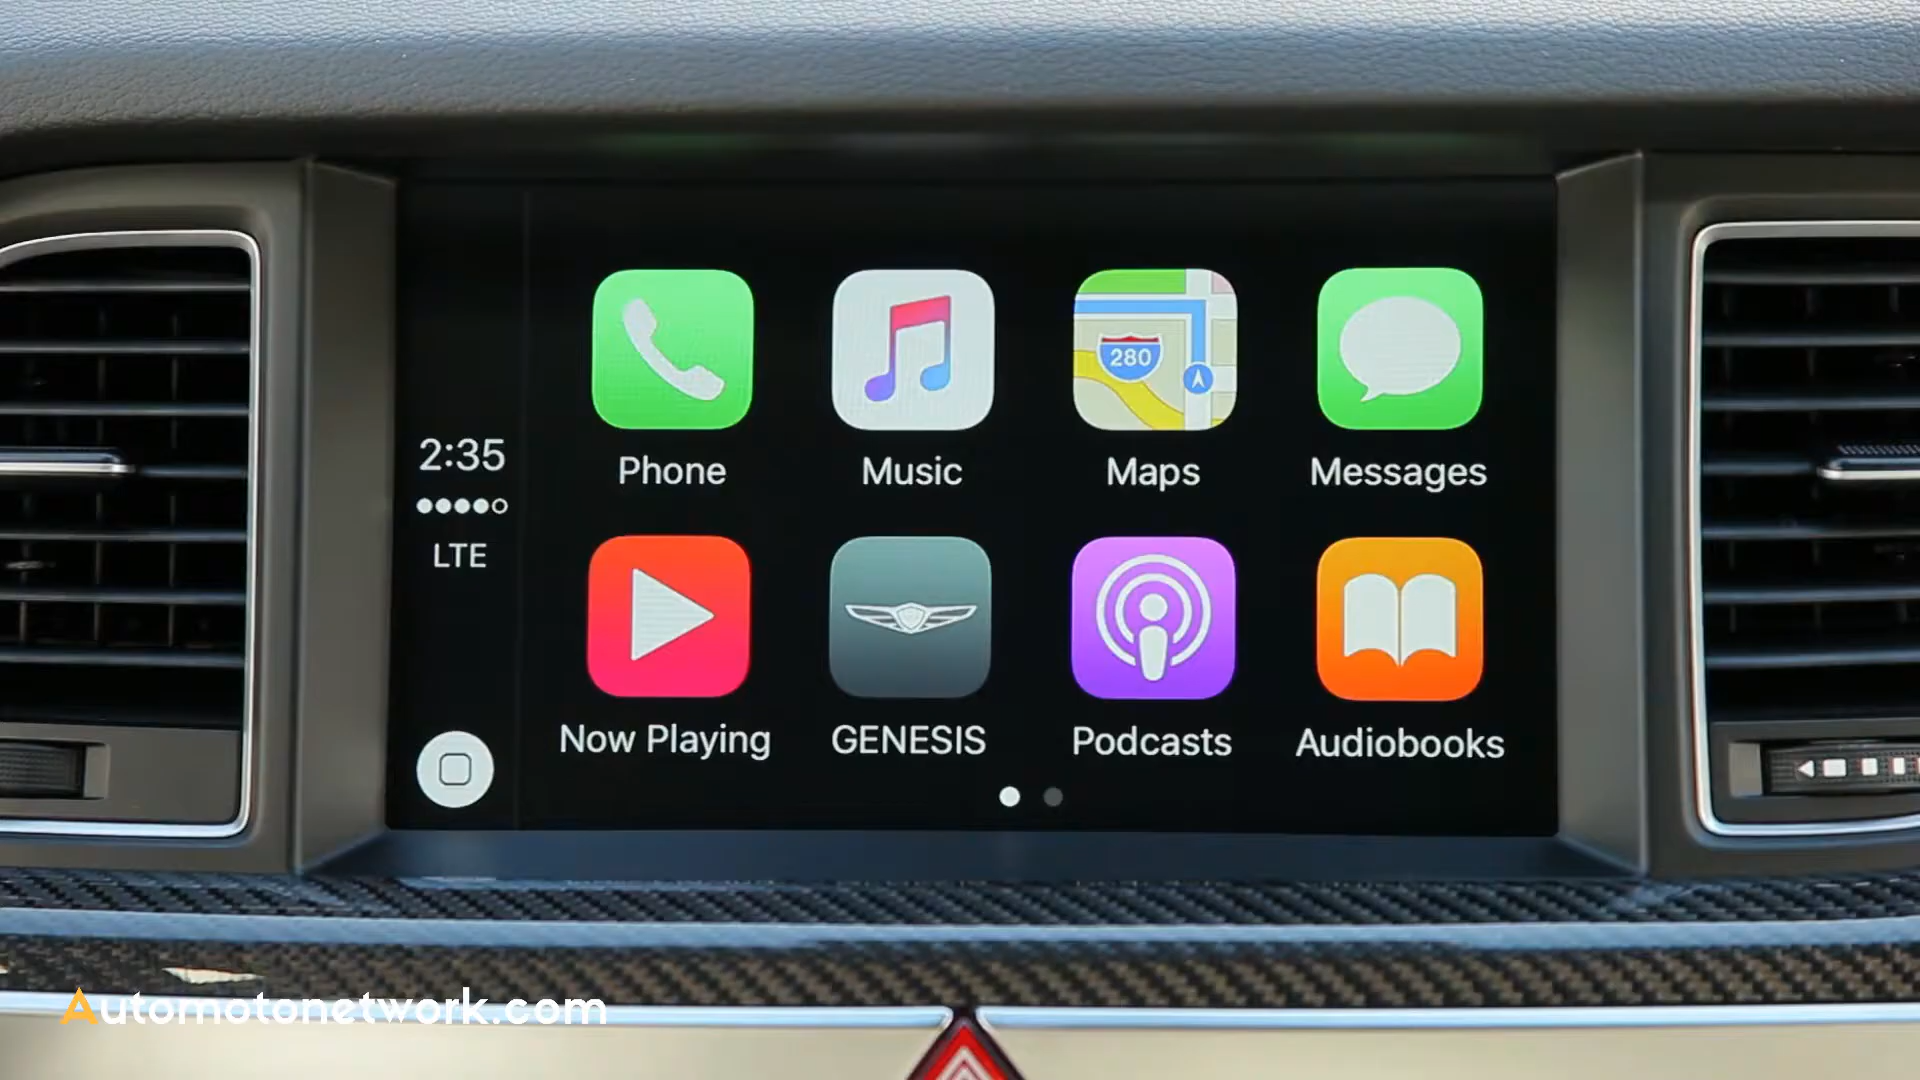 280
Phone
Music
Maps
Messages
2:35
LTE
Now Playing
GENESIS
Podcasts
Audiobooks
Automotonetwork.com